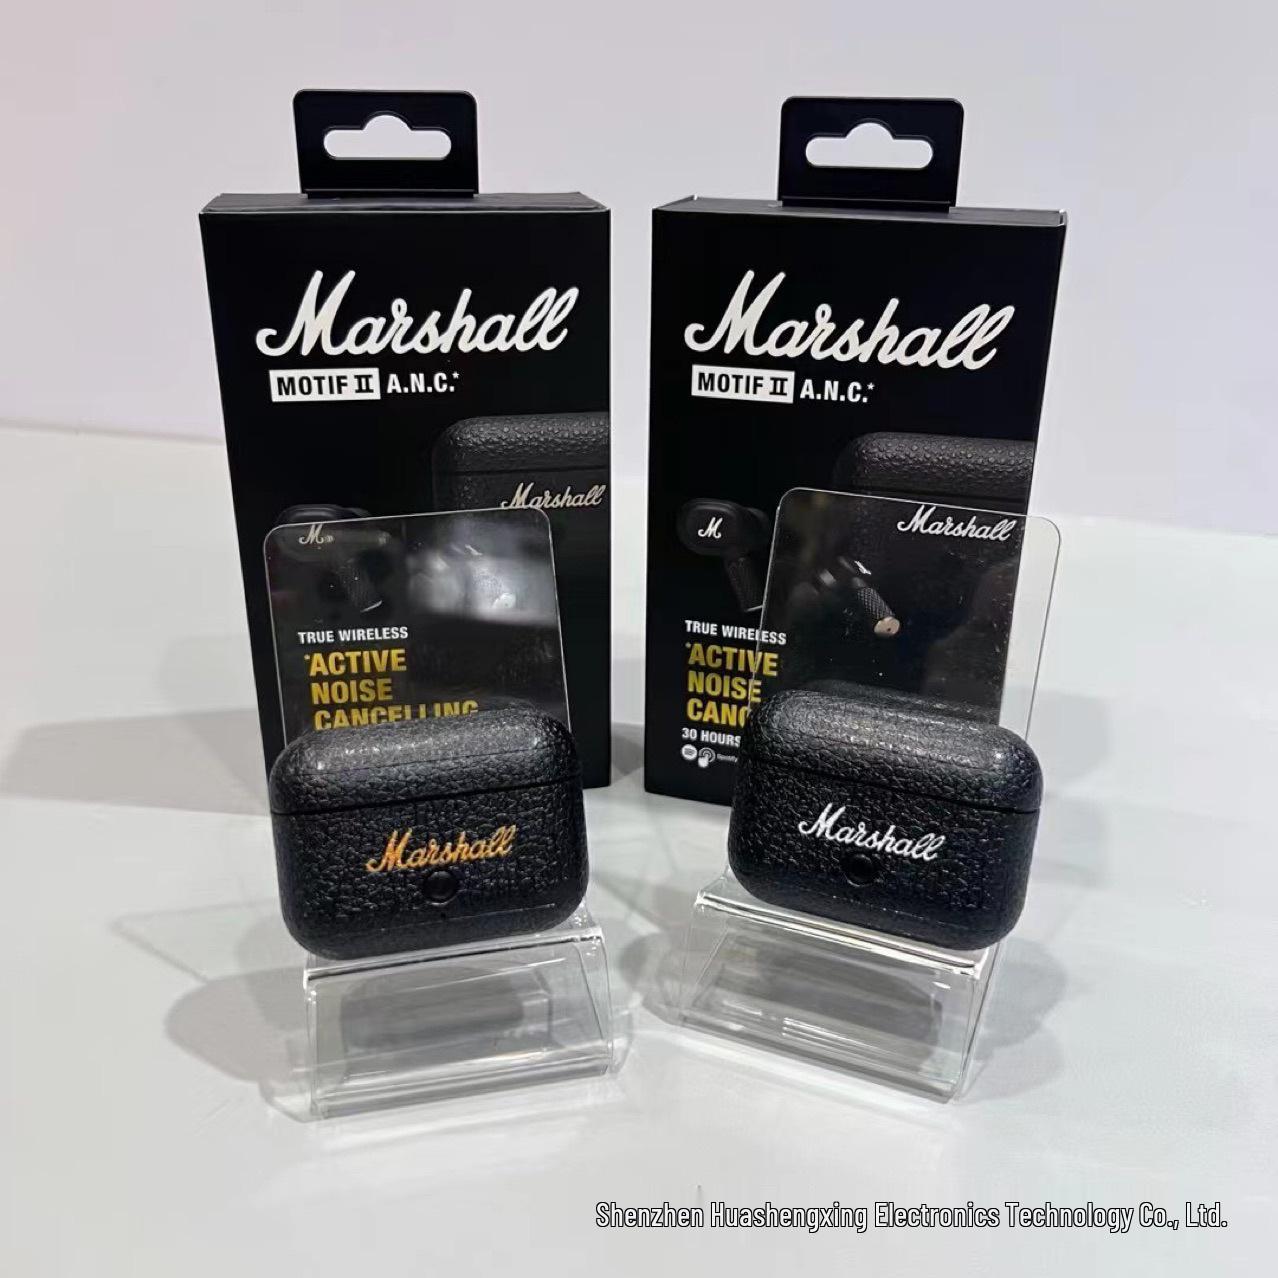 Marshall
MOTIF II A.N.C.*
Marshall
M
TRUE WIRELESS
*ACTIVE
NOISE
CANCELLING
Marshall
Marshall
MOTIF II A.N.C.*
M
Marshall
TRUE WIRELESS
*ACTIVE
NOISE
CANC
30 HOURS
Spotify
Marshall
Shenzhen Huashengxing Electronics Technology Co., Ltd.